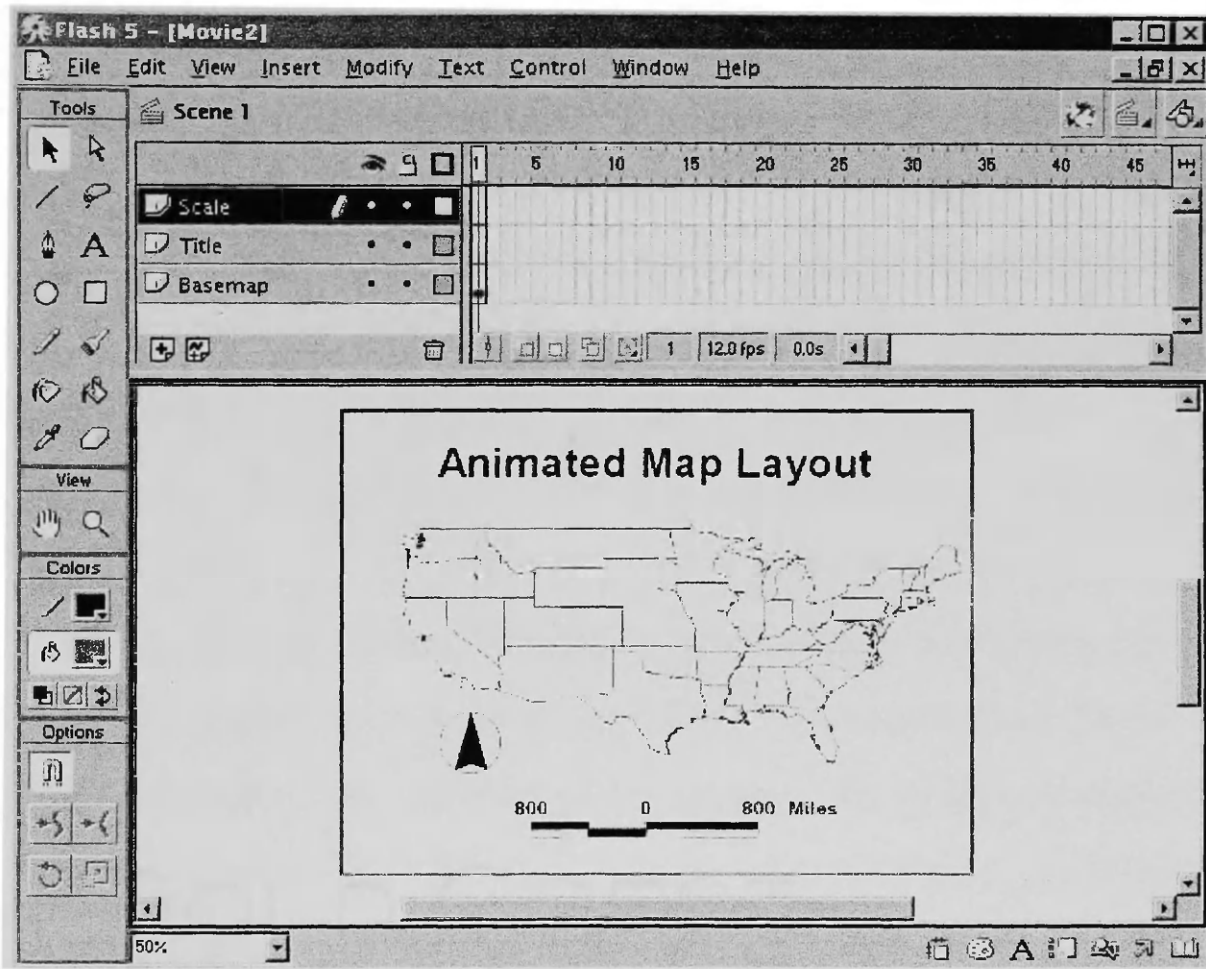 Flash 5 - [Movie2]
File Edit View Insert Modify Text Control Window Help
Tools
Scene 1
1 5 10 15 20 25 30 35 40 45
Scale
Title
A
Basemap
1 12.0 fps 0.0s
View
Colors
Options
Animated Map Layout
800 0 800 Miles
50%
A